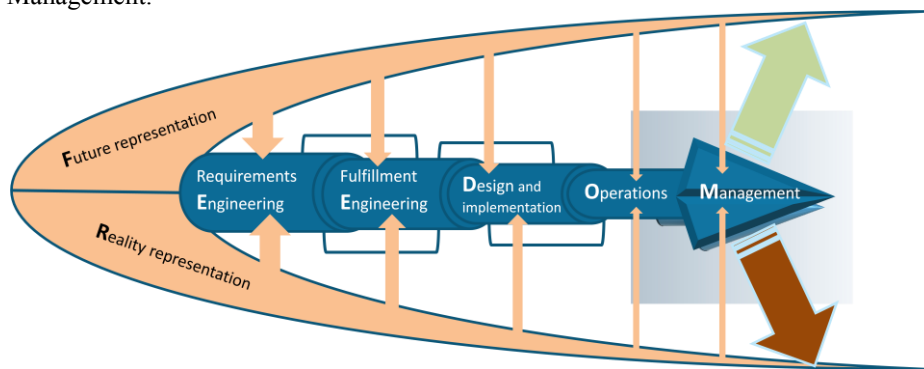 Management.
Future representation
Requirements
Engineering
Fulfillment
Engineering
Design and
implementation
Operations
Management
Reality representation